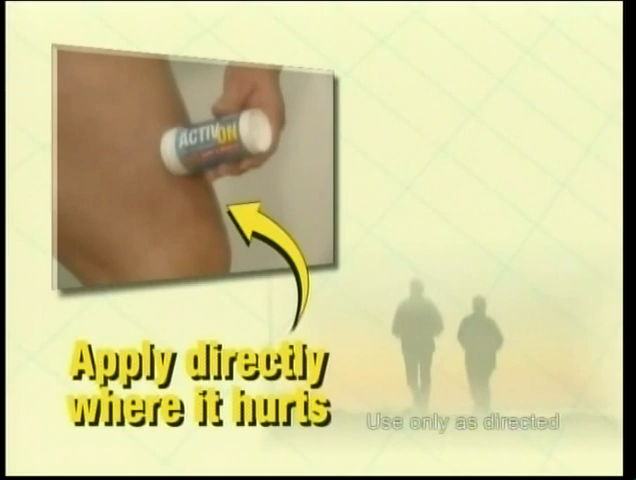 ACTIVON
Apply directly
where it hurts
Use only as directed